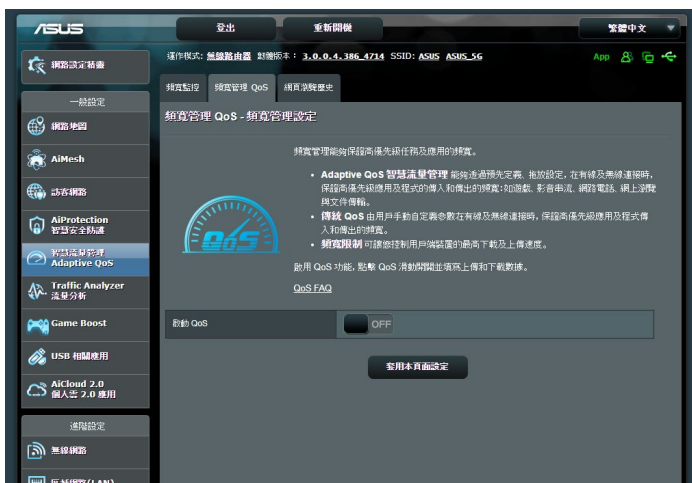 ASUS
登出
重新開機
繁體中文
運作模式: 無線路由器 韌體版本: 3.0.0.4.386_4714 SSID: ASUS ASUS_5G
App
網路設定精靈
一般設定
網路地圖
AiMesh
訪客網路
AiProtection
智慧安全防護
智慧流量管理
Adaptive QoS
Traffic Analyzer
流量分析
Game Boost
USB 相關應用
AiCloud 2.0
個人雲 2.0 應用
進階設定
無線網路
區域網路(LAN)
頻寬監控
頻寬管理 QoS
網頁瀏覽歷史
頻寬管理 QoS - 頻寬管理設定
頻寬管理能夠保證高優先級任務及應用的頻寬。
QoS
• Adaptive QoS 智慧流量管理 能夠透過預先定義、拖放設定, 在有線及無線連接時,
保證高優先級應用及程式的傳入和傳出的頻寬:如遊戲、影音串流、網路電話、網上瀏覽
與文件傳輸。
• 傳統 QoS 由用戶手動自定義參數在有線及無線連接時, 保證高優先級應用及程式傳
入和傳出的頻寬。
• 頻寬限制 可讓您控制用戶端裝置的最高下載及上傳速度。
啟用 QoS 功能, 點擊 QoS 滑動開關並填寫上傳和下載數據。
QoS FAQ
啟動 QoS
OFF
套用本頁面設定